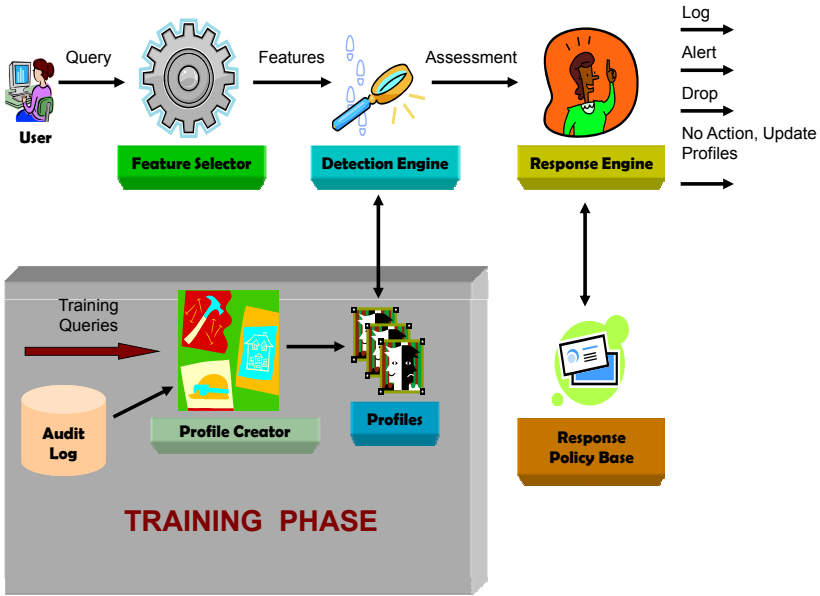 Query
Features
Assessment
Log
Alert
Drop
No Action, Update
Profiles
User
Feature Selector
Detection Engine
Response Engine
Training
Queries
Audit
Log
Profile Creator
Profiles
Response
Policy Base
TRAINING PHASE